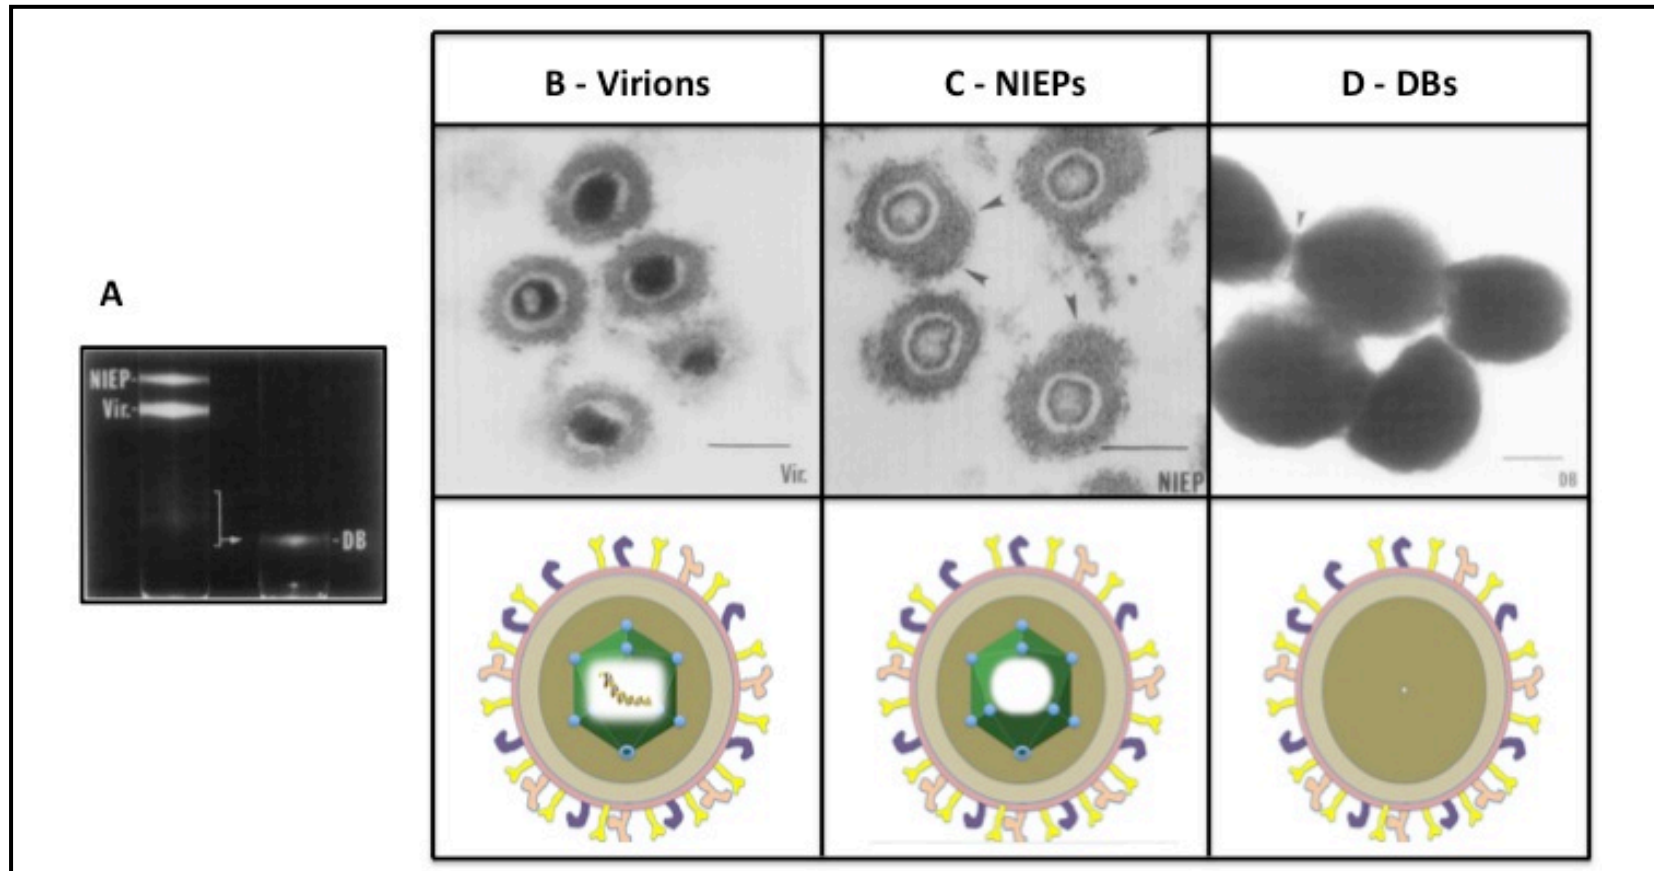 A
NIEP-
Vir.-
-DB
B - Virions
C - NIEPs
D - DBs
Vir.
NIEP
DB